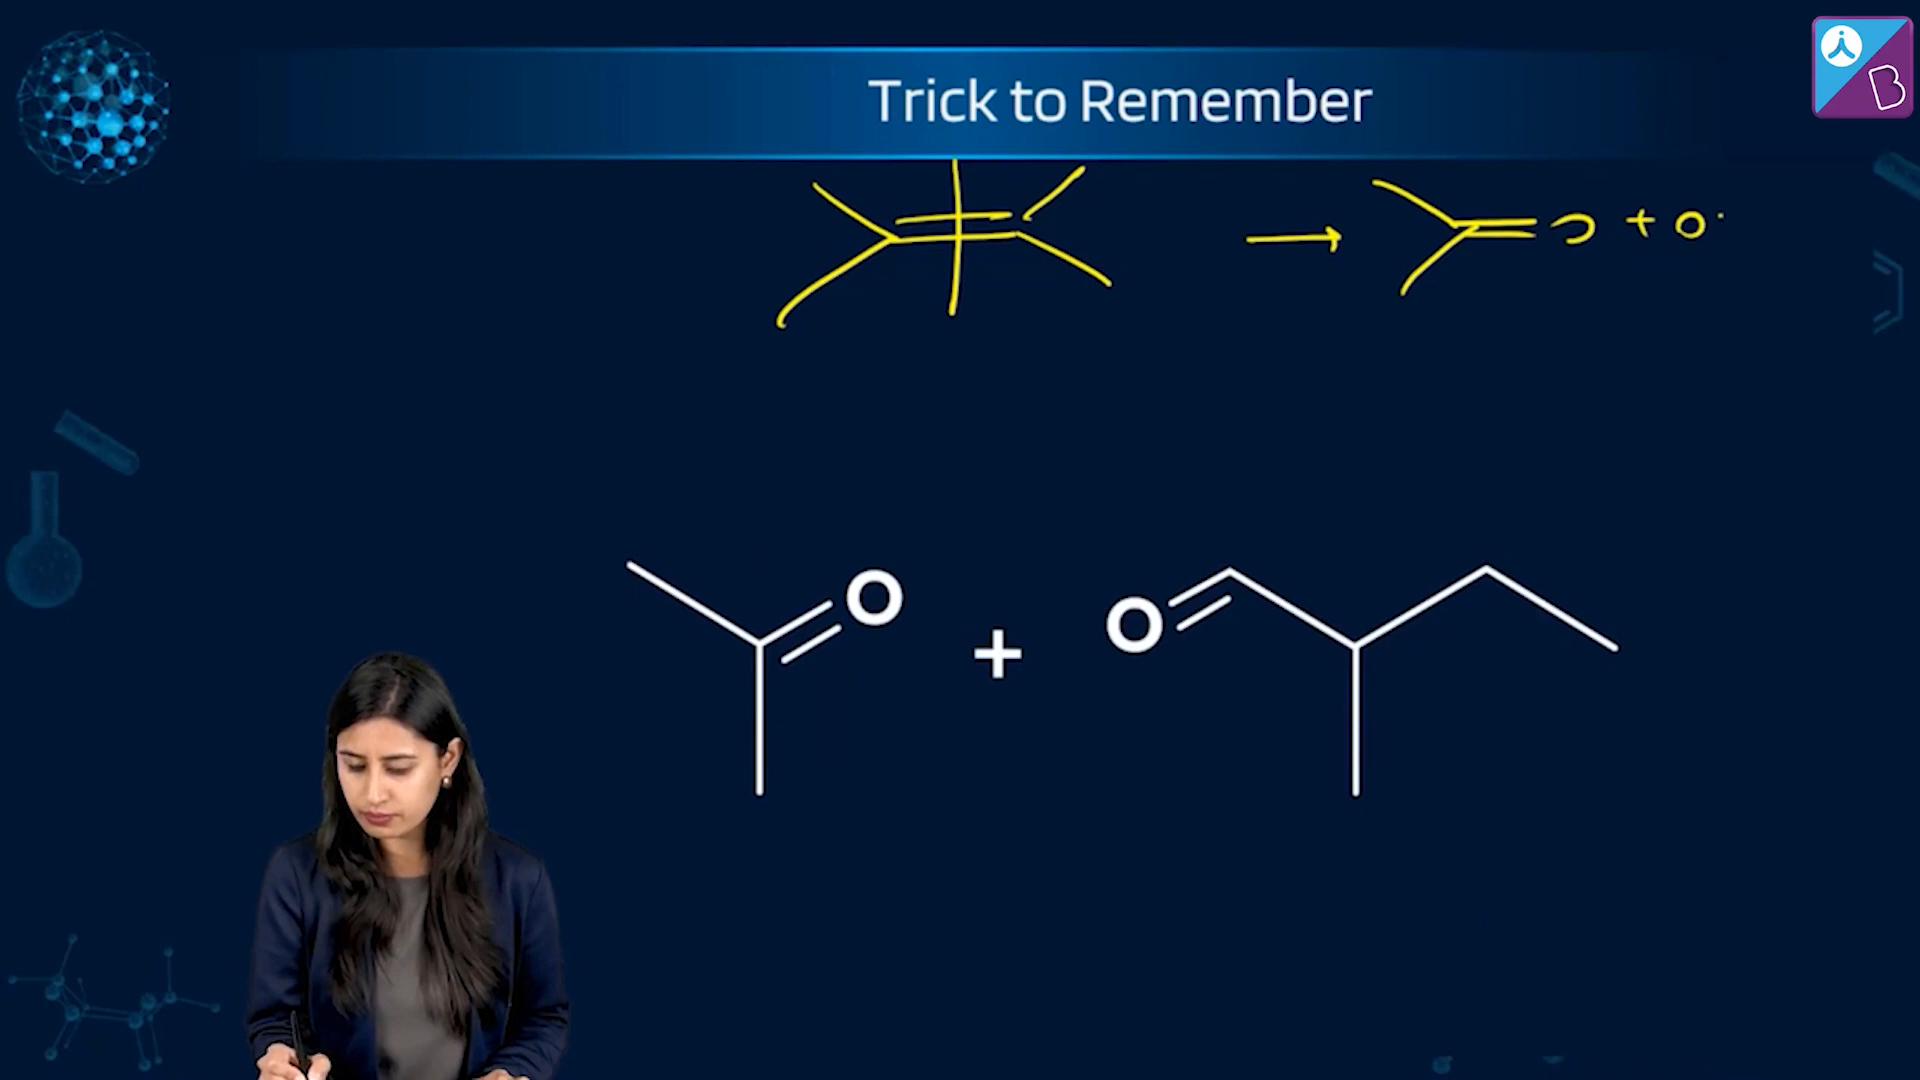 Trick to Remember
B
→ = O + O
O + O